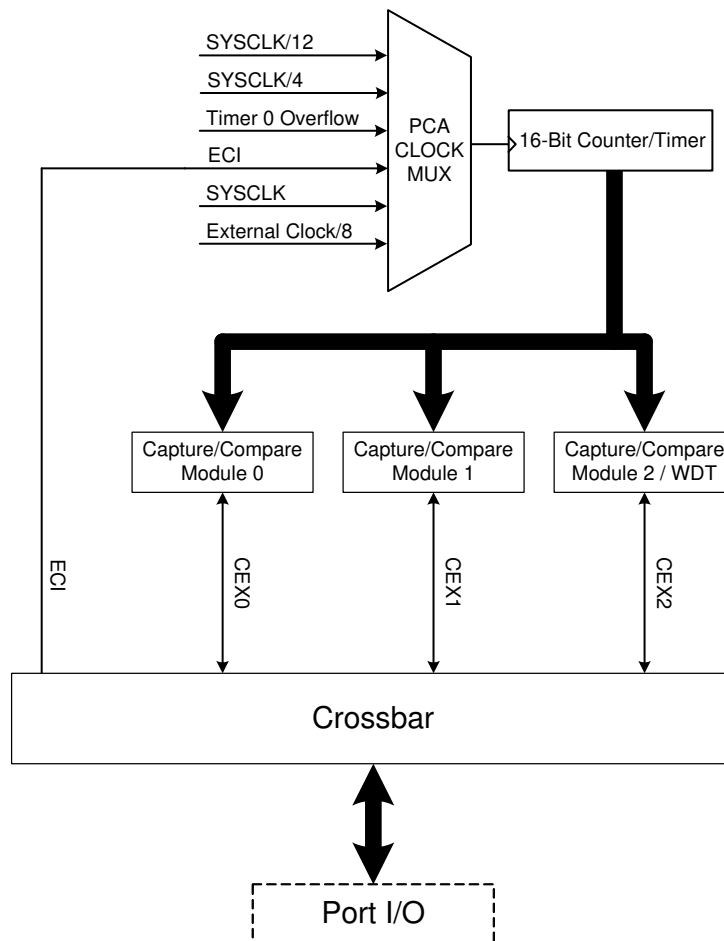 SYSCLK/12
SYSCLK/4
Timer 0 Overflow
ECI
SYSCLK
External Clock/8
PCA
CLOCK
MUX
16-Bit Counter/Timer
Capture/Compare
Module 0
Capture/Compare
Module 1
Capture/Compare
Module 2 / WDT
ECI
CEX0
CEX1
CEX2
Crossbar
Port I/O